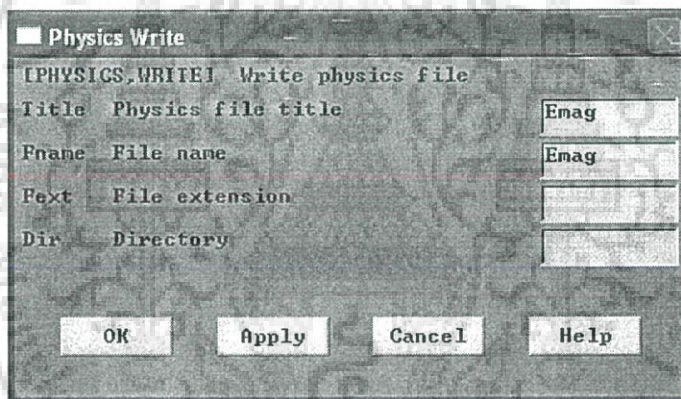 Physics Write
[PHYSICS,WRITE] Write physics file
Title Physics file title Emag
Fname File name Emag
Fext File extension
Dir Directory
OK Apply Cancel Help